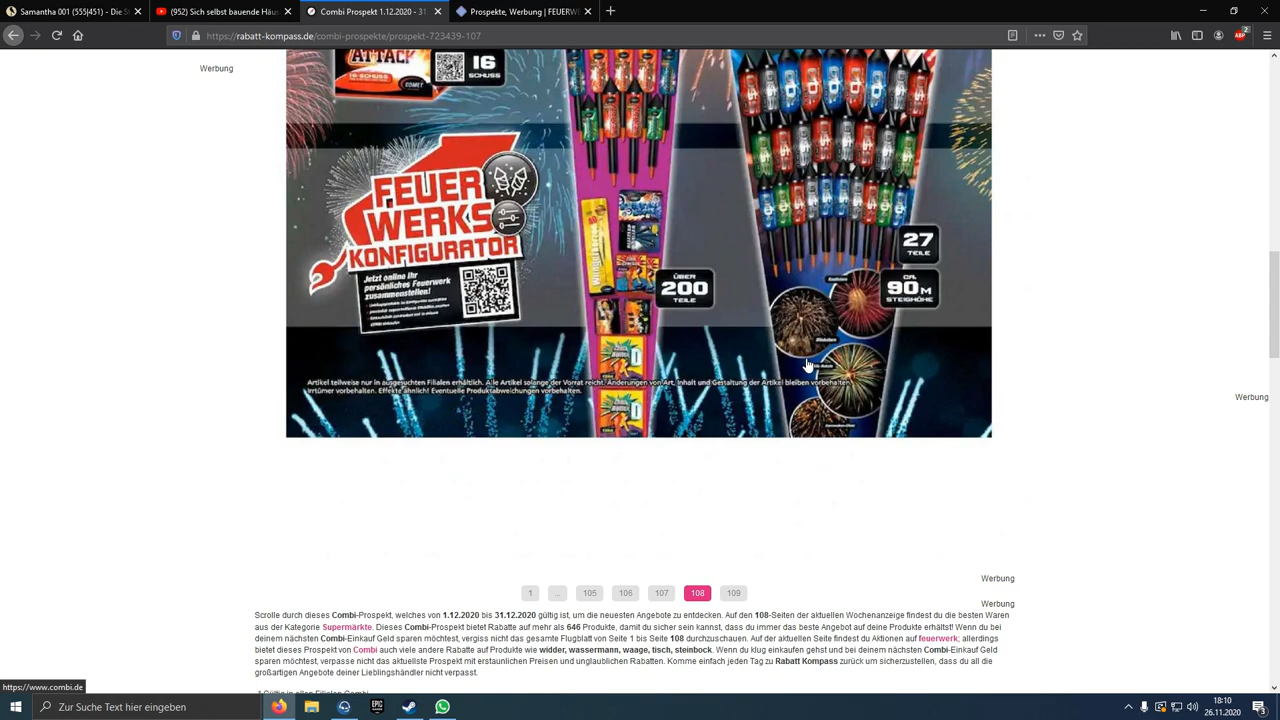 Samantha 001 (555|451) - Die S
(952) Sich selbst bauende Häus
Combi Prospekt 1.12.2020 - 31.
Prospekte, Werbung | FEUERW
https://rabatt-kompass.de/combi-prospekte/prospekt-723439-107
Werbung
ATTACK
16-SCHUSS
COMET
16
SCHUSS
FEUER
WERKS
KONFIGURATOR
Jetzt online Ihr
persönliches Feuerwerk
zusammenstellen!
Wunderkerzen
ÜBER
200
TEILE
27
TEILE
CA.
90M
STEIGHÖHE
Artikel teilweise nur in ausgesuchten Filialen erhältlich. Alle Artikel solange der Vorrat reicht. Änderungen von Art, Inhalt und Gestaltung der Artikel bleiben vorbehalten.
Irrtümer vorbehalten. Effekte ähnlich! Eventuelle Produktabweichungen vorbehalten.
Werbung
Werbung
1 ... 105 106 107 108 109
Werbung
Scrolle durch dieses Combi-Prospekt, welches von 1.12.2020 bis 31.12.2020 gültig ist, um die neuesten Angebote zu entdecken. Auf den 108-Seiten der aktuellen Wochenanzeige findest du die besten Waren
aus der Kategorie Supermärkte. Dieses Combi-Prospekt bietet Rabatte auf mehr als 646 Produkte, damit du sicher sein kannst, dass du immer das beste Angebot auf deine Produkte erhältst! Wenn du bei
deinem nächsten Combi-Einkauf Geld sparen möchtest, vergiss nicht das gesamte Flugblatt von Seite 1 bis Seite 108 durchzuschauen. Auf der aktuellen Seite findest du Aktionen auf feuerwerk; allerdings
bietet dieses Prospekt von Combi auch viele andere Rabatte auf Produkte wie widder, wassermann, waage, tisch, steinbock. Wenn du klug einkaufen gehst und bei deinem nächsten Combi-Einkauf Geld
sparen möchtest, verpasse nicht das aktuellste Prospekt mit erstaunlichen Preisen und unglaublichen Rabatten. Komme einfach jeden Tag zu Rabatt Kompass zurück um sicherzustellen, dass du all die
großartigen Angebote deiner Lieblingshändler nicht verpasst.
* Gültig in allen Filialen Combi
https://www.combi.de
Zur Suche Text hier eingeben
18:10
26.11.2020